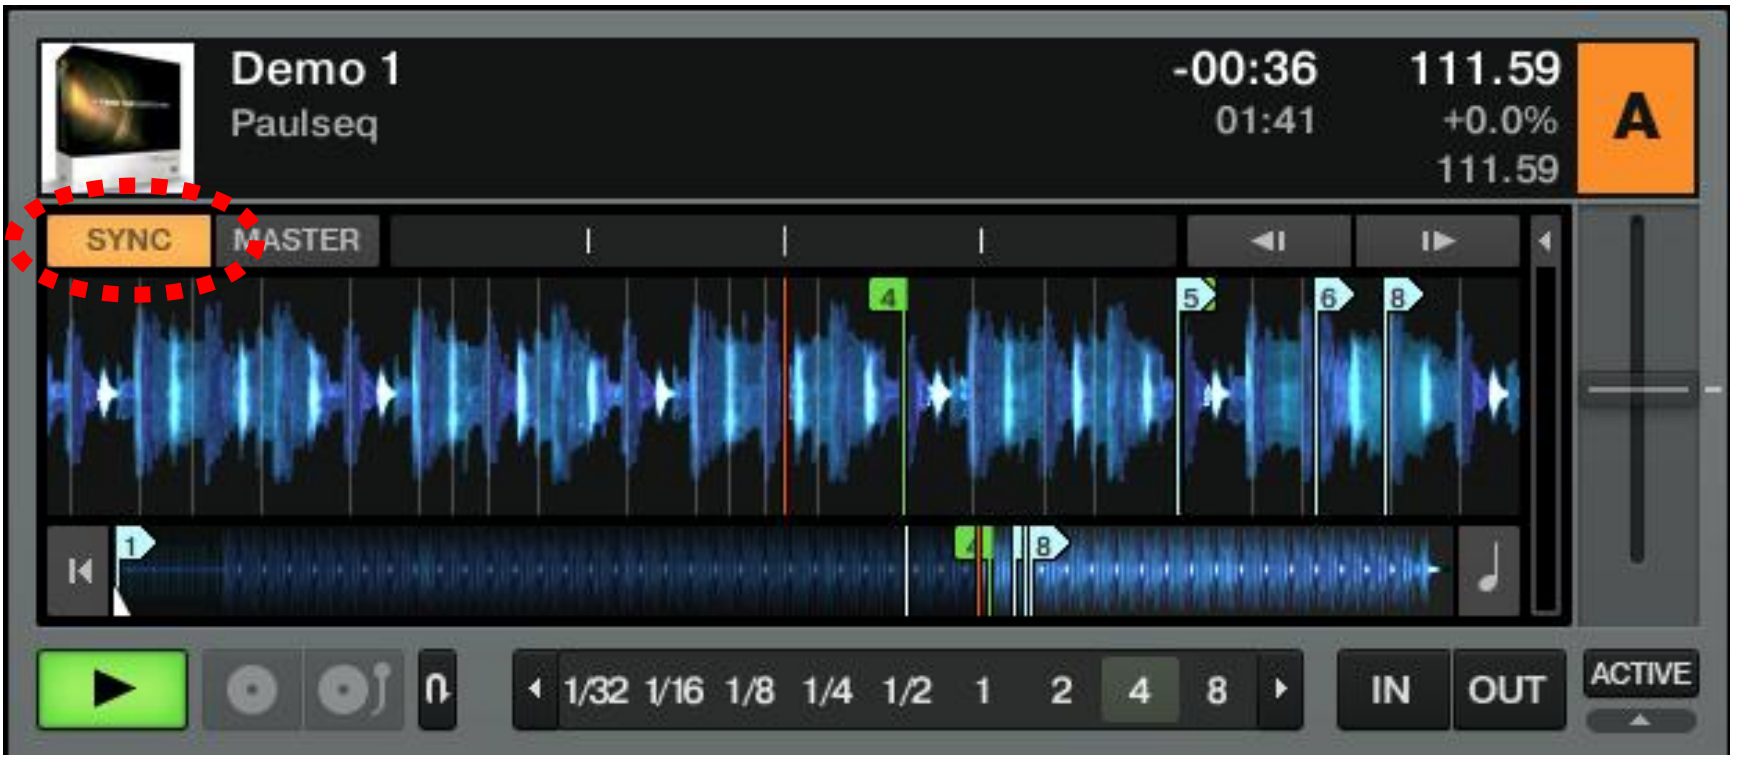 Demo 1
Paulseq
-00:36
01:41
111.59
+0.0%
111.59
A
SYNC MASTER
4 5 6 8
1 4 8
1/32 1/16 1/8 1/4 1/2 1 2 4 8
IN OUT
ACTIVE